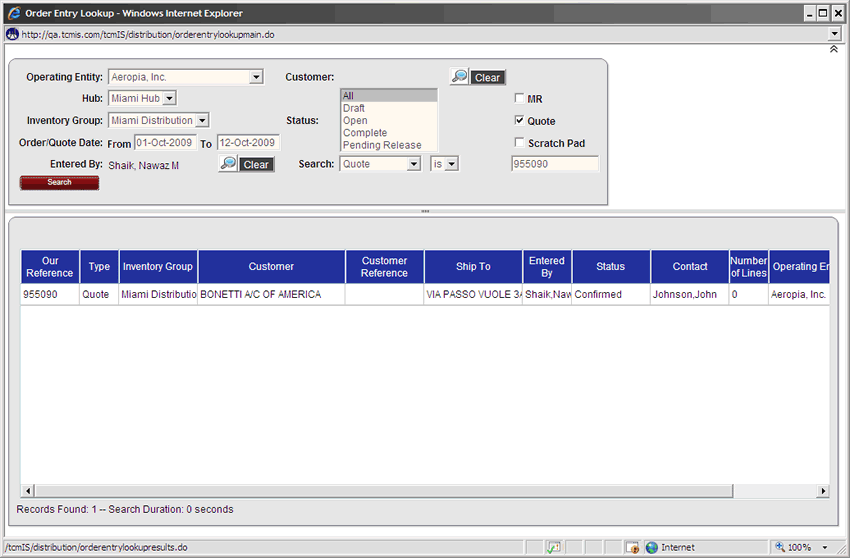 Order Entry Lookup - Windows Internet Explorer
http://qa.tcmis.com/tcmIS/distribution/orderentrylookupmain.do
Operating Entity: Aeropia, Inc. Customer: Clear
Hub: Miami Hub
Inventory Group: Miami Distribution
Order/Quote Date: From 01-Oct-2009 To 12-Oct-2009
Entered By: Shaik, Nawaz M Clear
Search
Status:
All
Draft
Open
Complete
Pending Release
MR
Quote
Scratch Pad
Search: Quote is 955090
Our Reference Type Inventory Group Customer Customer Reference Ship To Entered By Status Contact Number of Lines Operating En
955090 Quote Miami Distributio BONETTI A/C OF AMERICA VIA PASSO VUOLE 3A Shaik,Naw Confirmed Johnson,John 0 Aeropia, Inc.
Records Found: 1 -- Search Duration: 0 seconds
/tcmIS/distribution/orderentrylookupresults.do Internet 100%